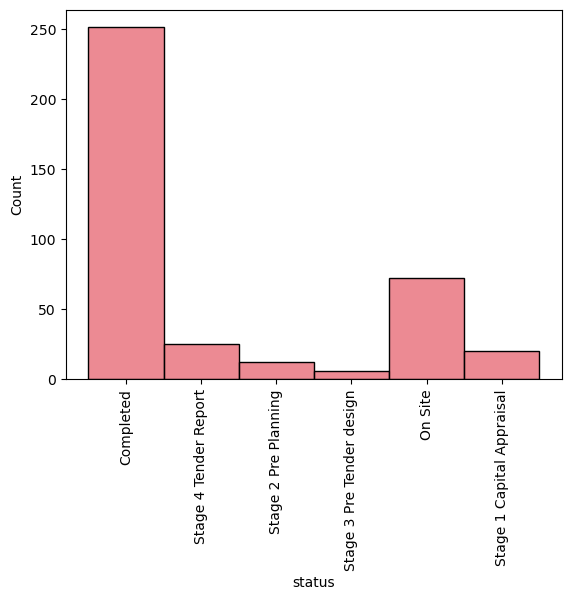 250
200
150
100
50
0
Count
Completed
Stage 4 Tender Report
Stage 2 Pre Planning
Stage 3 Pre Tender design
On Site
Stage 1 Capital Appraisal
status